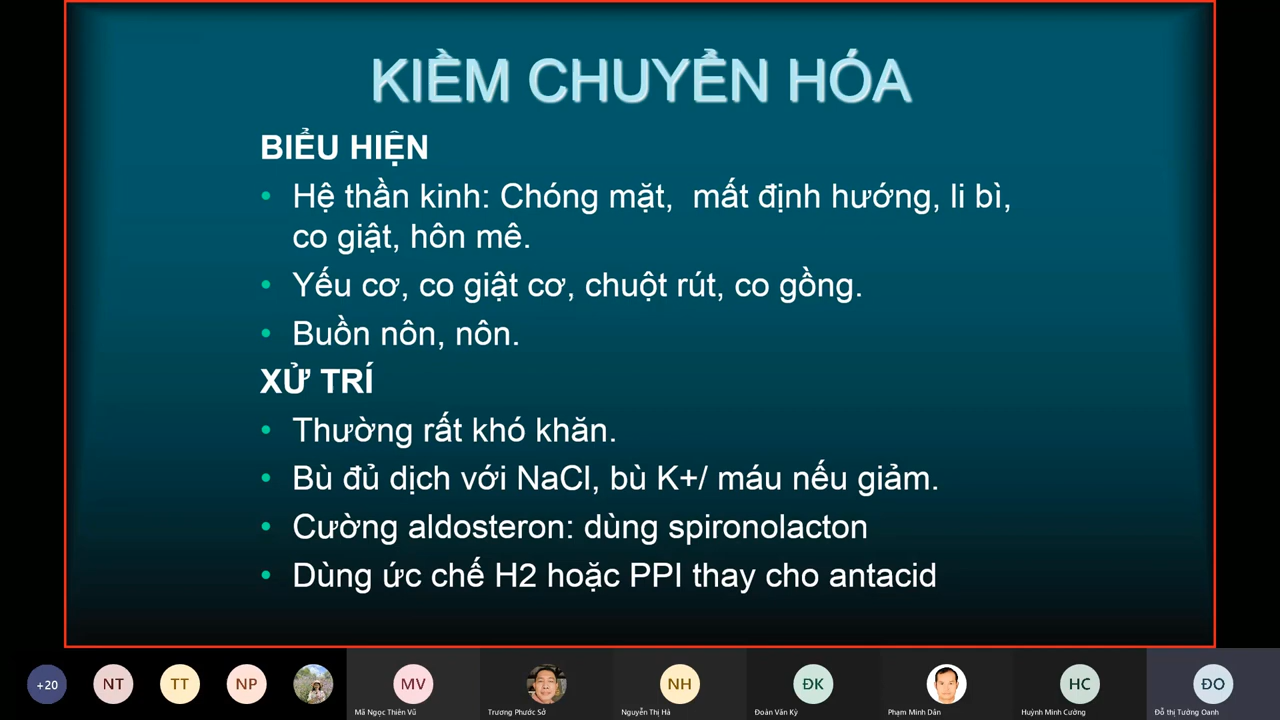 KIỀM CHUYỂN HÓA
BIỂU HIỆN
• Hệ thần kinh: Chóng mặt, mất định hướng, li bì,
co giật, hôn mê.
• Yếu cơ, co giật cơ, chuột rút, co gồng.
• Buồn nôn, nôn.
XỬ TRÍ
• Thường rất khó khăn.
• Bù đủ dịch với NaCl, bù K+/ máu nếu giảm.
• Cường aldosteron: dùng spironolacton
• Dùng ức chế H2 hoặc PPI thay cho antacid
+20 NT TT NP MV NH ĐK HC ĐO
Mã Ngọc Thiên Vũ Trương Phước Sở Nguyễn Thị Hà Đoàn Văn Kỳ Phạm Minh Dân Huỳnh Minh Cường Đỗ thị Tường Oanh